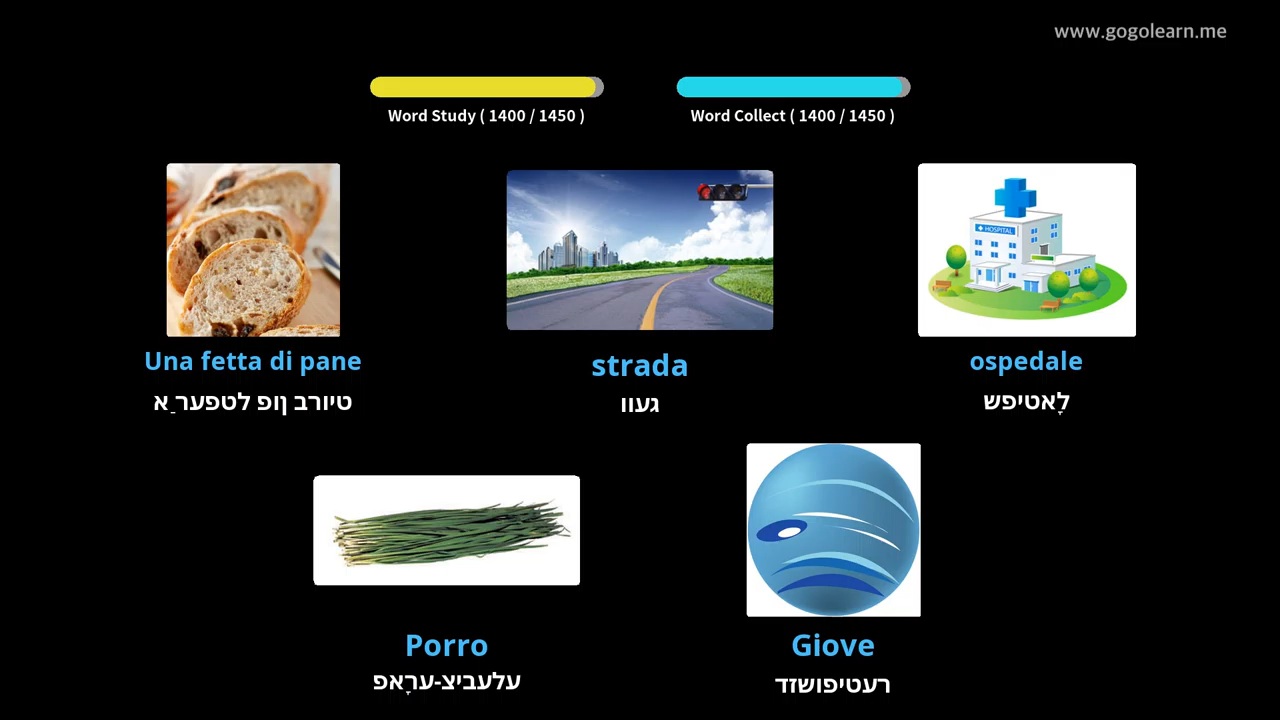 www.gogolearn.me
Word Study ( 1400 / 1450 )
Word Collect ( 1400 / 1450 )
Una fetta di pane
טיורב ןופ לטפער ַא
strada
געוו
ospedale
לָאטיפש
Porro
עלעביצ-ערָאפ
Giove
רעטיפושזד